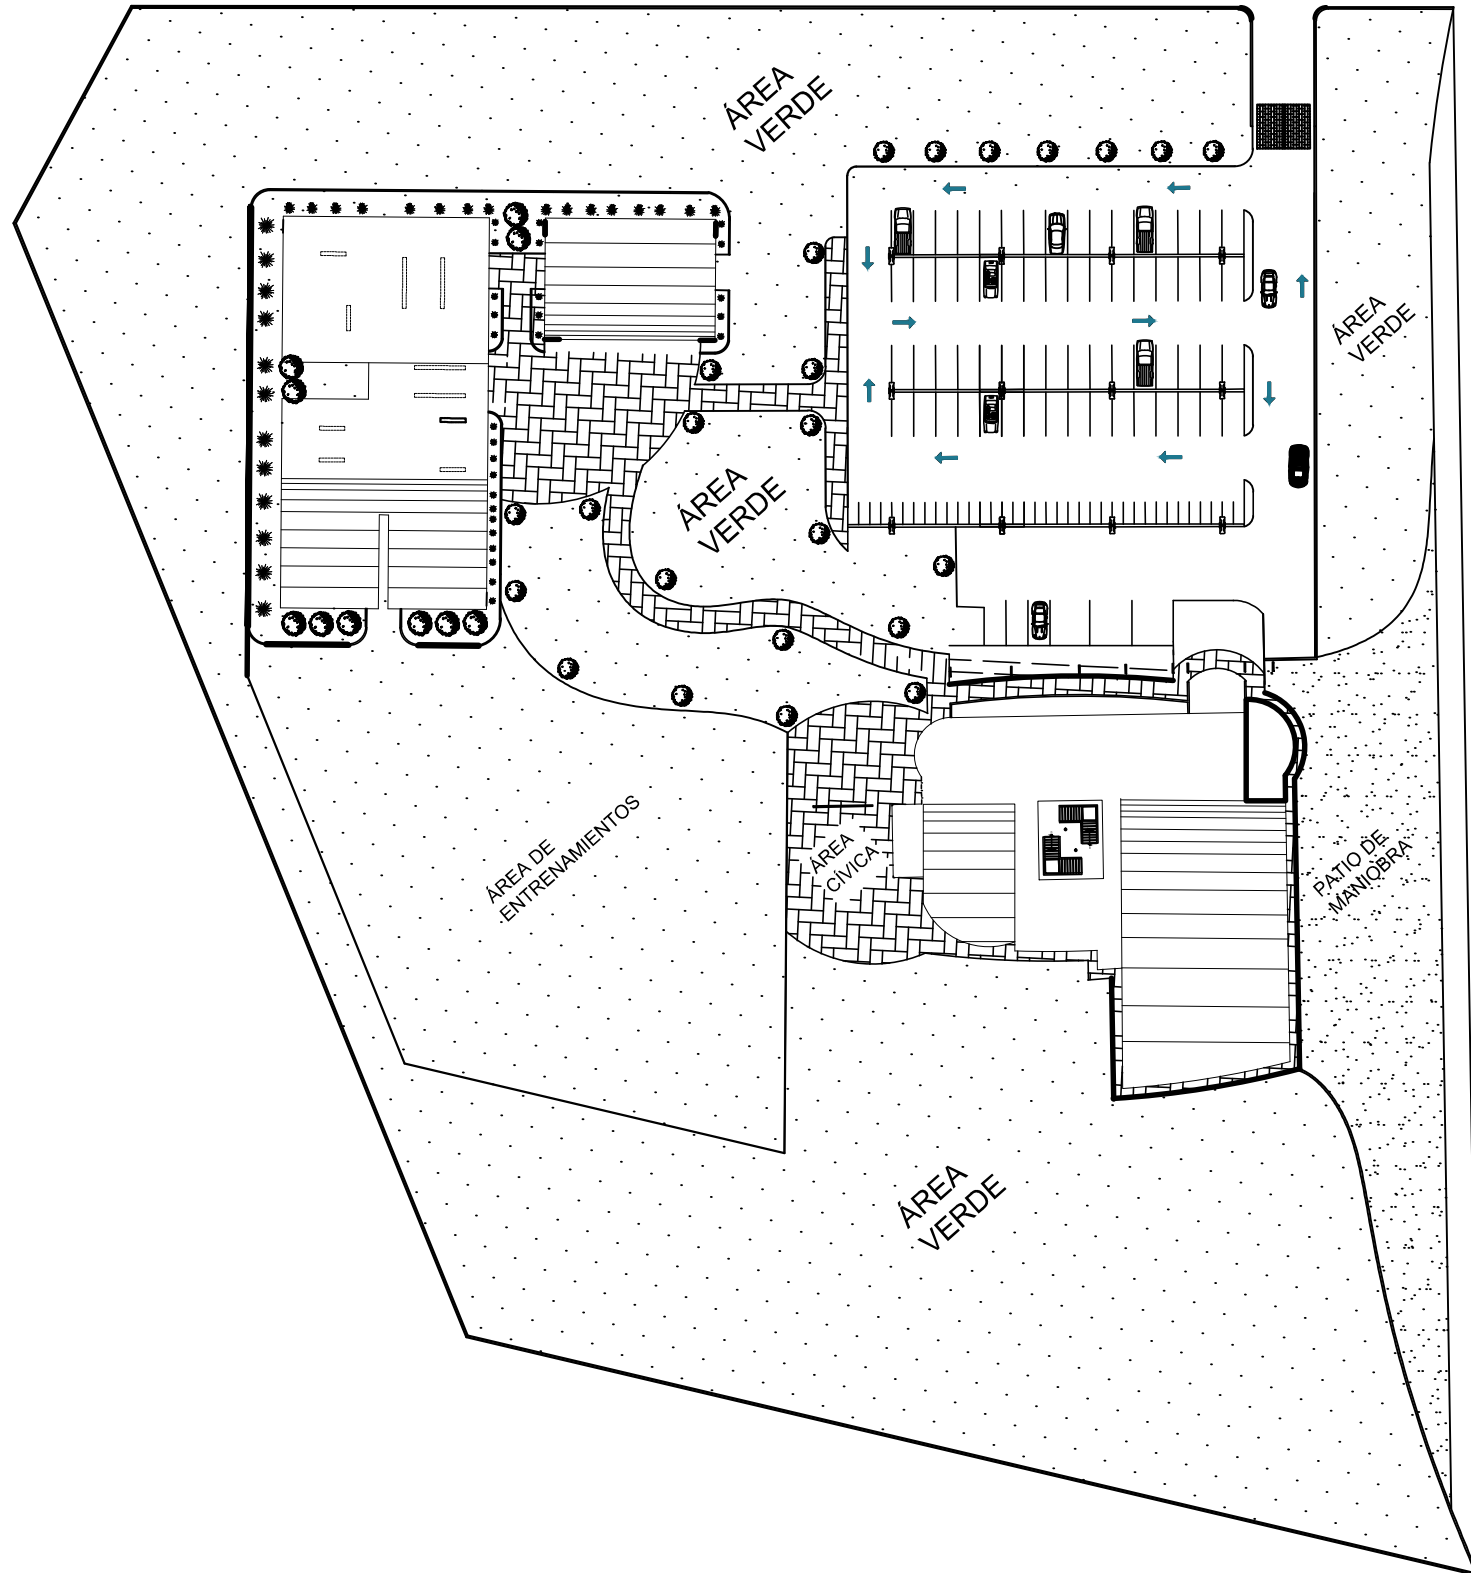 ÁREA
VERDE
ÁREA
VERDE
ÁREA
VERDE
ÁREA DE
ENTRENAMIENTOS
ÁREA
CÍVICA
PATIO DE
MANIOBRA
ÁREA
VERDE